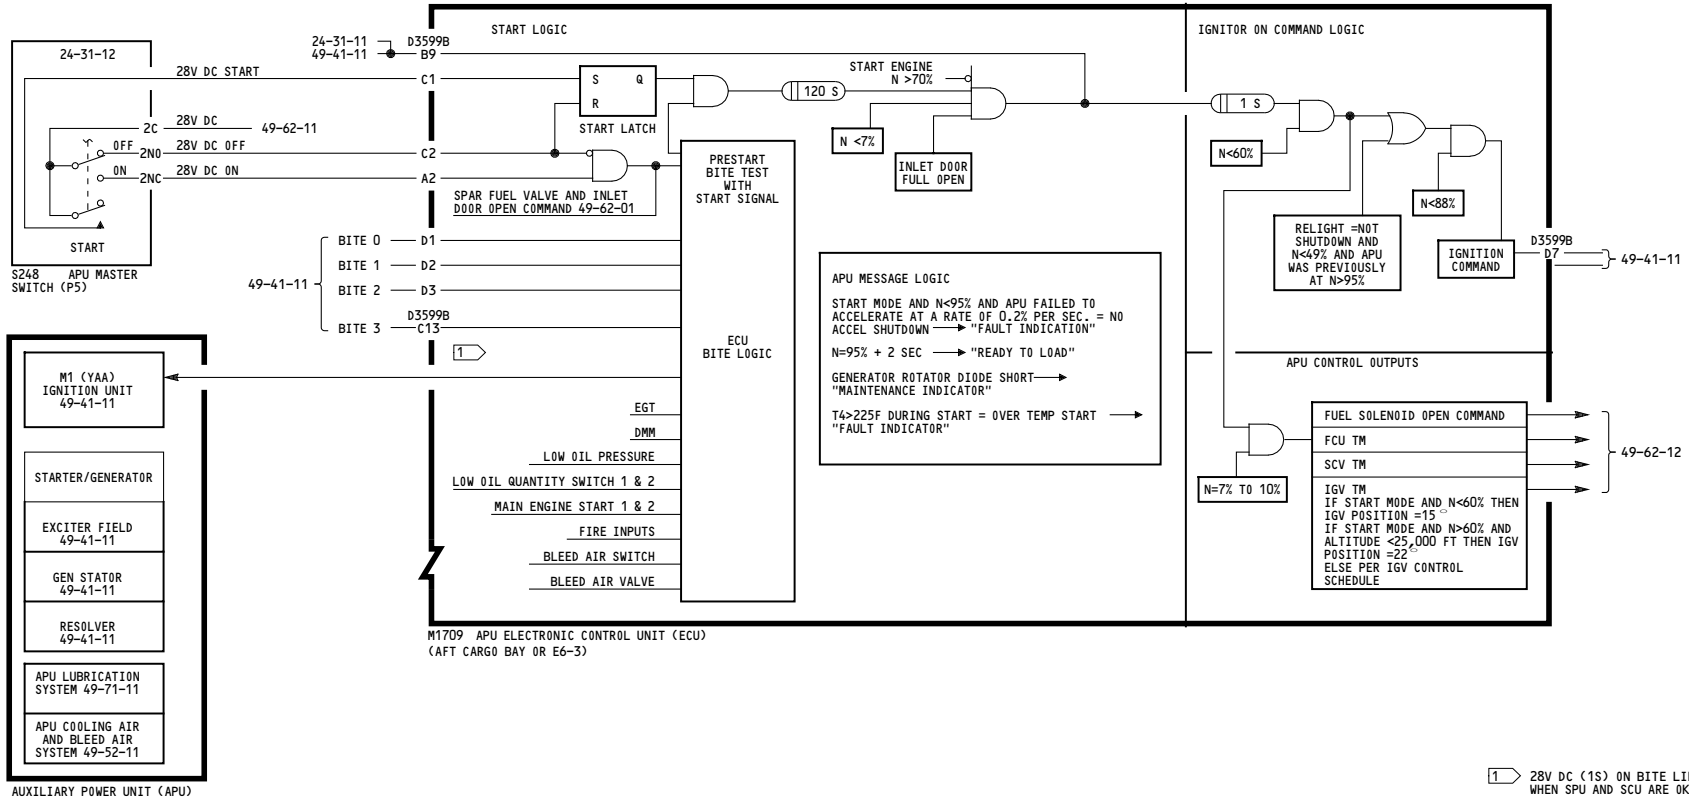 START LOGIC
IGNITOR ON COMMAND LOGIC
24-31-12
24-31-11
49-41-11
D3599B
B9
28V DC START
C1
S Q
R
START LATCH
120 S
START ENGINE
N >70%
N <7%
INLET DOOR
FULL OPEN
1 S
N<60%
N<88%
2C
28V DC
49-62-11
OFF
2NO
28V DC OFF
C2
ON
2NC
28V DC ON
A2
START
S248 APU MASTER
SWITCH (P5)
SPAR FUEL VALVE AND INLET
DOOR OPEN COMMAND 49-62-01
PRESTART
BITE TEST
WITH
START SIGNAL
ECU
BITE LOGIC
RELIGHT =NOT
SHUTDOWN AND
N<49% AND APU
WAS PREVIOUSLY
AT N>95%
IGNITION
COMMAND
D3599B
D7
49-41-11
49-41-11
BITE 0 D1
BITE 1 D2
BITE 2 D3
D3599B
BITE 3 C13
1
APU MESSAGE LOGIC
START MODE AND N<95% AND APU FAILED TO
ACCELERATE AT A RATE OF 0.2% PER SEC. = NO
ACCEL SHUTDOWN "FAULT INDICATION"
N=95% + 2 SEC "READY TO LOAD"
GENERATOR ROTATOR DIODE SHORT
"MAINTENANCE INDICATOR"
T4>225F DURING START = OVER TEMP START
"FAULT INDICATOR"
APU CONTROL OUTPUTS
FUEL SOLENOID OPEN COMMAND
FCU TM
SCV TM
IGV TM
IF START MODE AND N<60% THEN
IGV POSITION =15°
IF START MODE AND N>60% AND
ALTITUDE <25,000 FT THEN IGV
POSITION =22°
ELSE PER IGV CONTROL
SCHEDULE
49-62-12
N=7% TO 10%
M1 (YAA)
IGNITION UNIT
49-41-11
STARTER/GENERATOR
EXCITER FIELD
49-41-11
GEN STATOR
49-41-11
RESOLVER
49-41-11
APU LUBRICATION
SYSTEM 49-71-11
APU COOLING AIR
AND BLEED AIR
SYSTEM 49-52-11
AUXILIARY POWER UNIT (APU)
EGT
DMM
LOW OIL PRESSURE
LOW OIL QUANTITY SWITCH 1 & 2
MAIN ENGINE START 1 & 2
FIRE INPUTS
BLEED AIR SWITCH
BLEED AIR VALVE
M1709 APU ELECTRONIC CONTROL UNIT (ECU)
(AFT CARGO BAY OR E6-3)
1 28V DC (1S) ON BITE LI
WHEN SPU AND SCU ARE OK